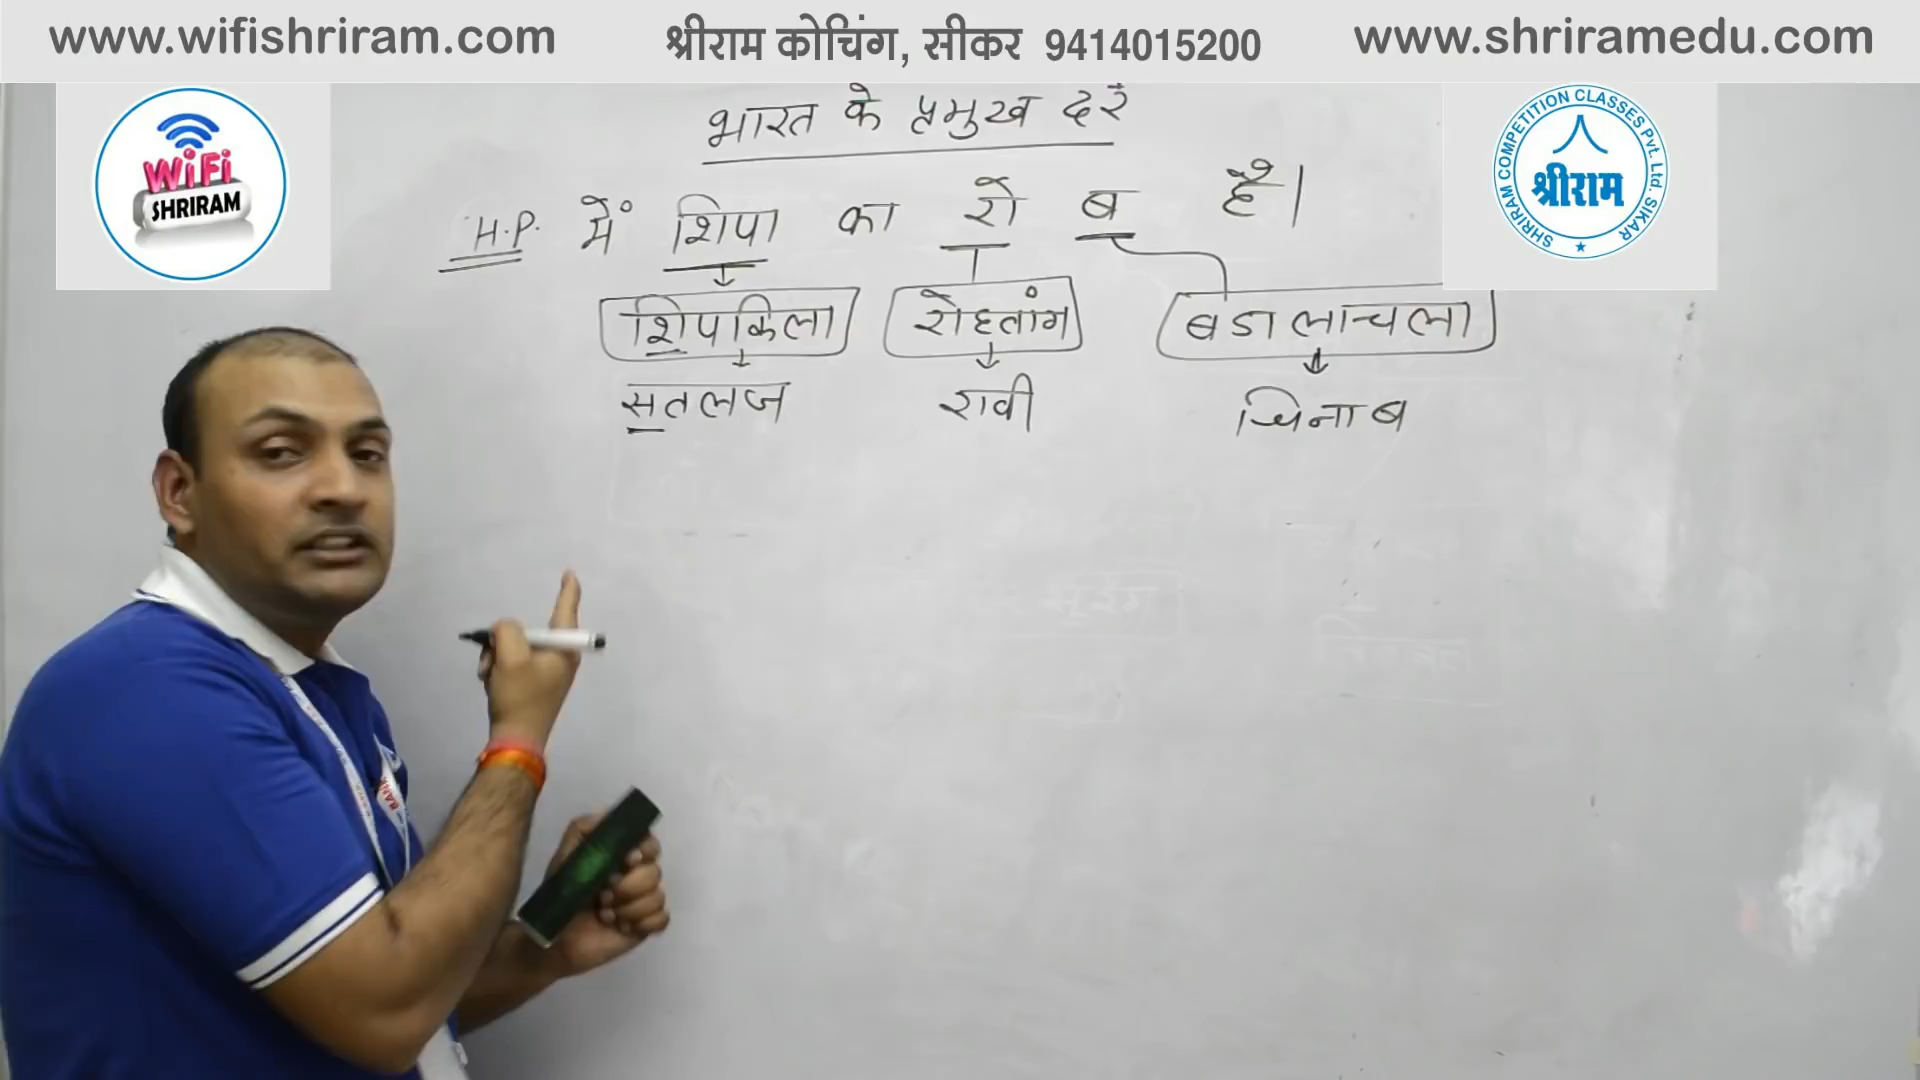 www.wifishriram.com श्रीराम कोचिंग, सीकर 9414015200 www.shriramedu.com
WiFi
SHRIRAM
SHRIRAM COMPETITION CLASSES Pvt. Ltd. SIKAR
श्रीराम
भारत के प्रमुख दर्रे
H.P. में शिपा का रो ब है।
शिपकिला रोहतांग बडालाचला
सतलज रावी चिनाब